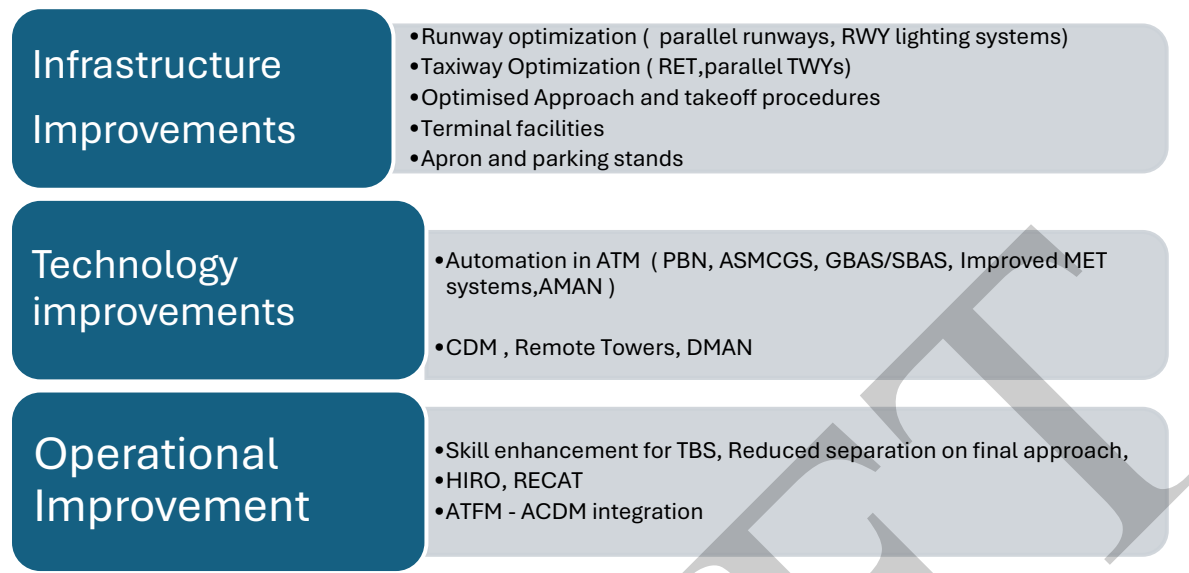 Infrastructure
Improvements
•Runway optimization ( parallel runways, RWY lighting systems)
•Taxiway Optimization ( RET,parallel TWYs)
•Optimised Approach and takeoff procedures
•Terminal facilities
•Apron and parking stands
Technology
improvements
•Automation in ATM ( PBN, ASMCGS, GBAS/SBAS, Improved MET
systems,AMAN )
•CDM , Remote Towers, DMAN
Operational
Improvement
•Skill enhancement for TBS, Reduced separation on final approach,
•HIRO, RECAT
•ATFM - ACDM integration